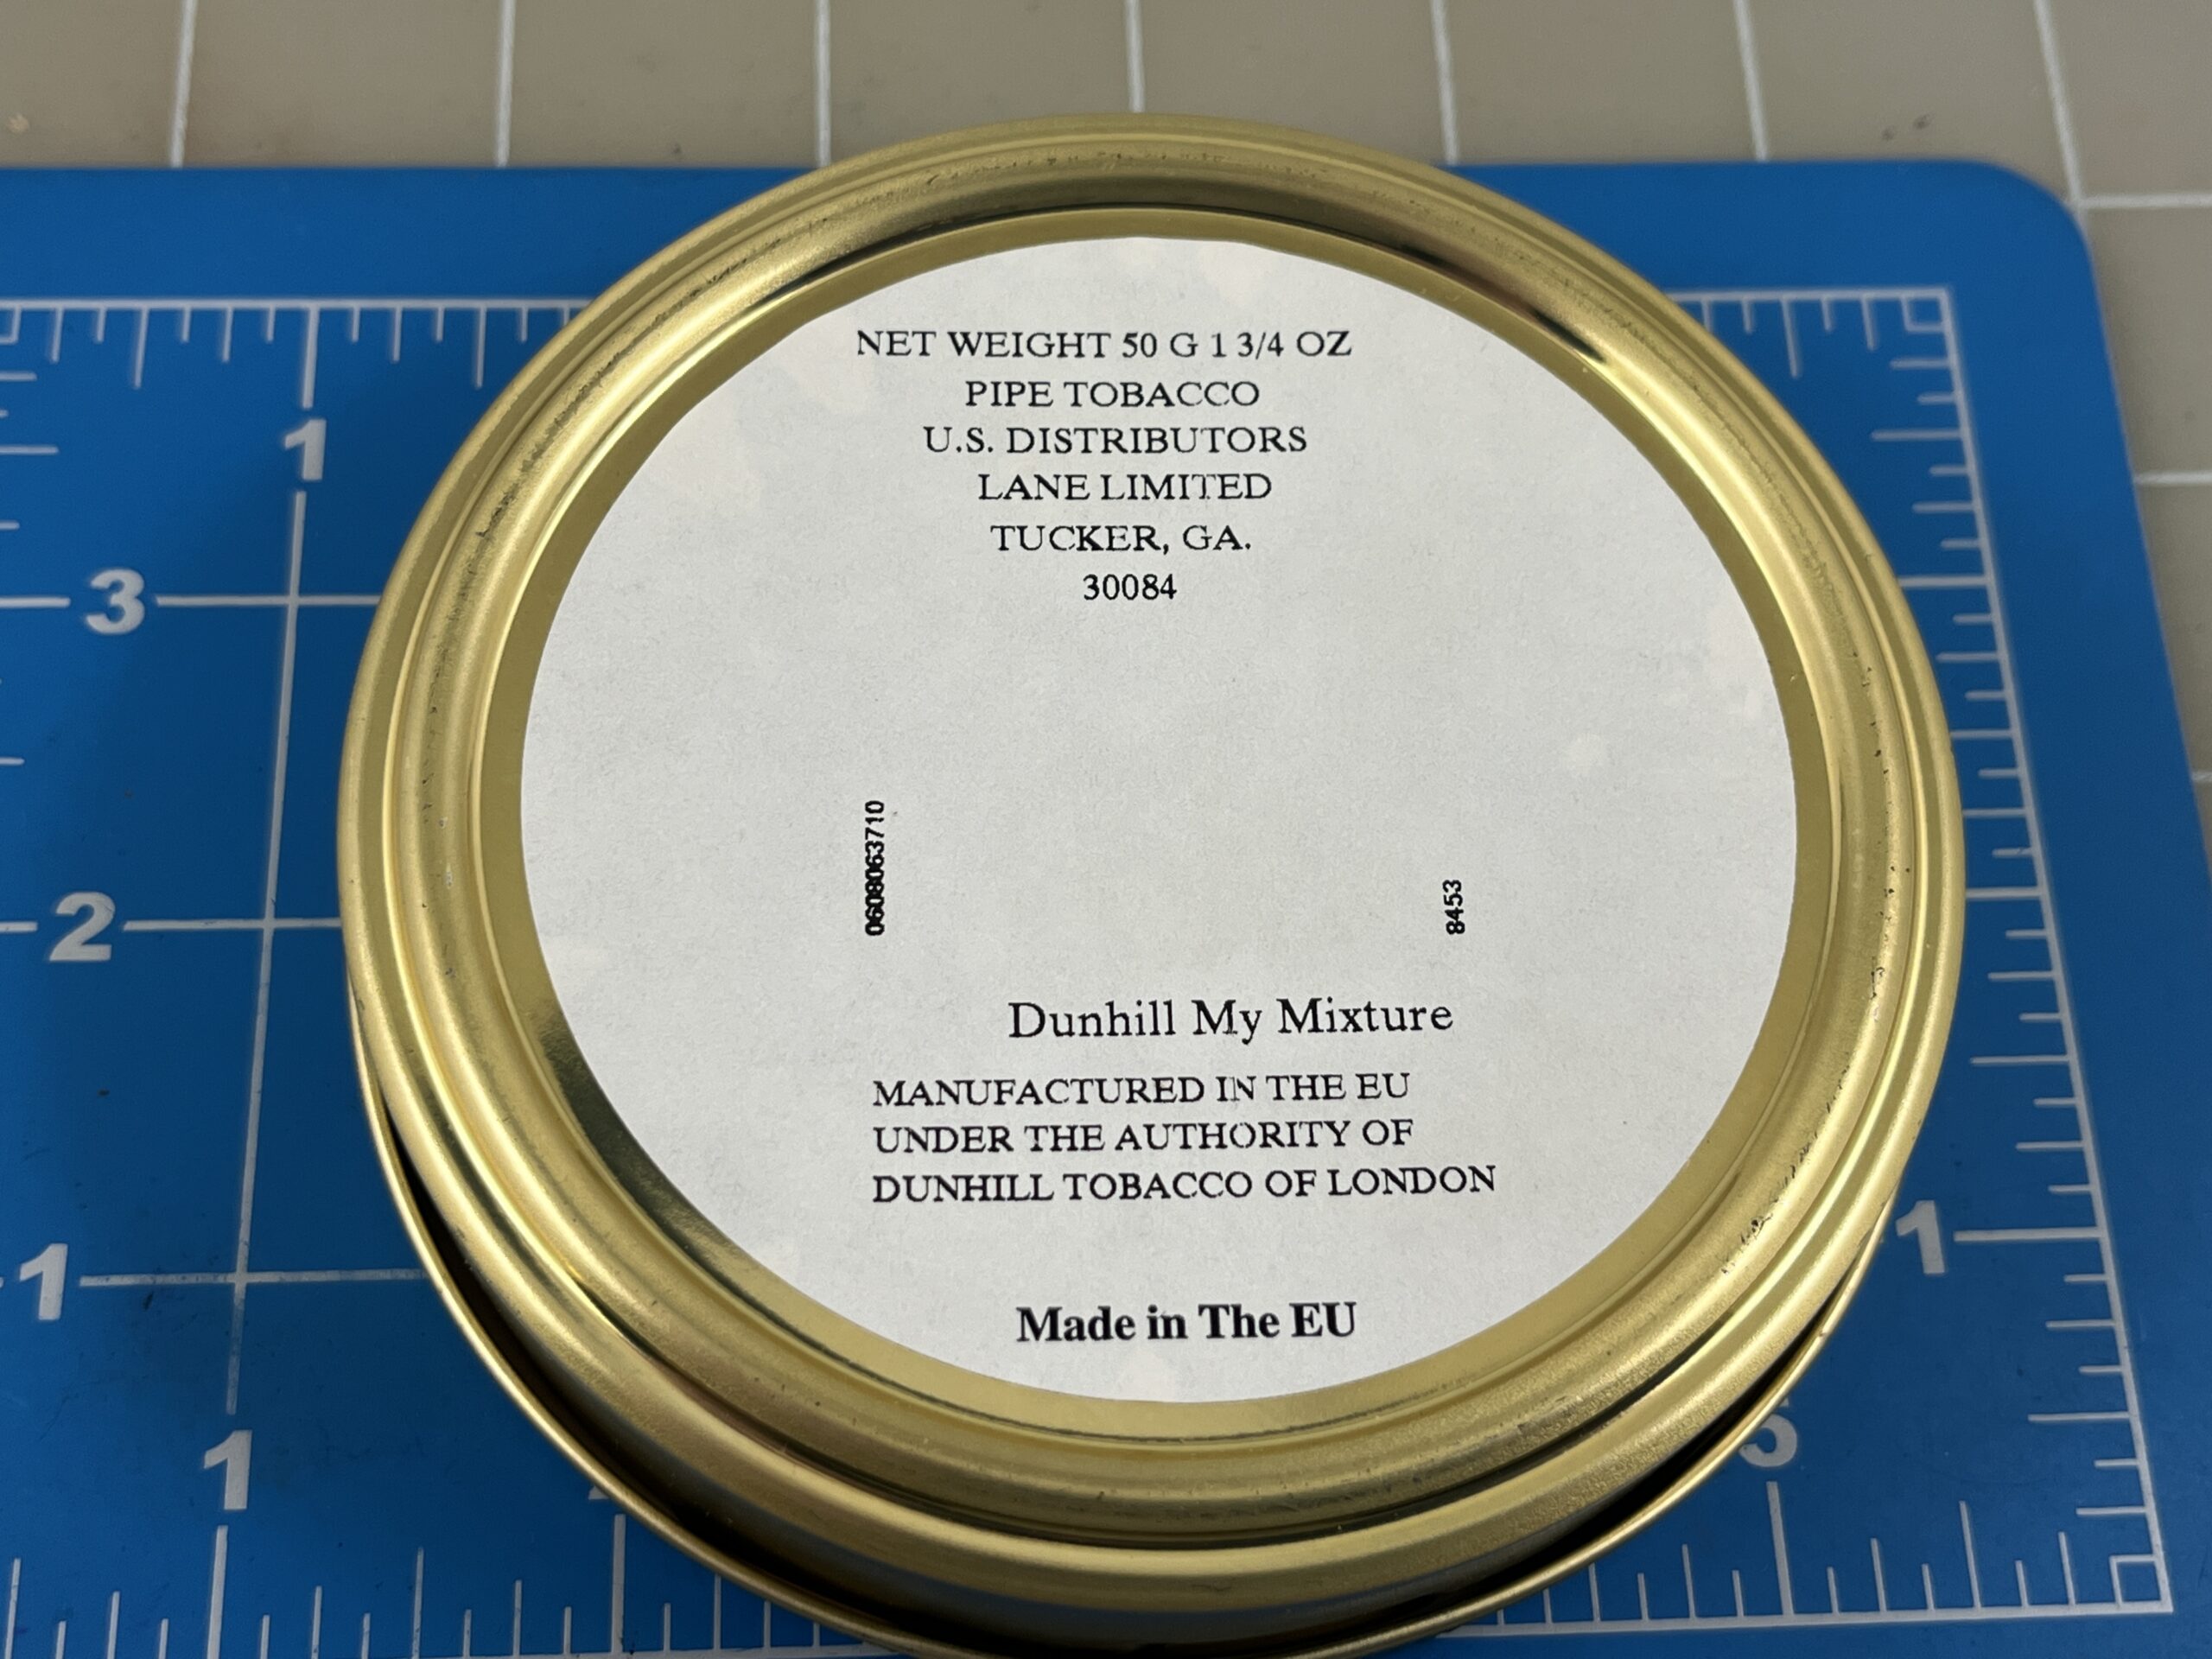 NET WEIGHT 50 G 1 3/4 OZ
PIPE TOBACCO
U.S. DISTRIBUTORS
LANE LIMITED
TUCKER, GA.
30084
0608063710
8453
Dunhill My Mixture
MANUFACTURED IN THE EU
UNDER THE AUTHORITY OF
DUNHILL TOBACCO OF LONDON
Made in The EU
1
3
2
1
1
1
5